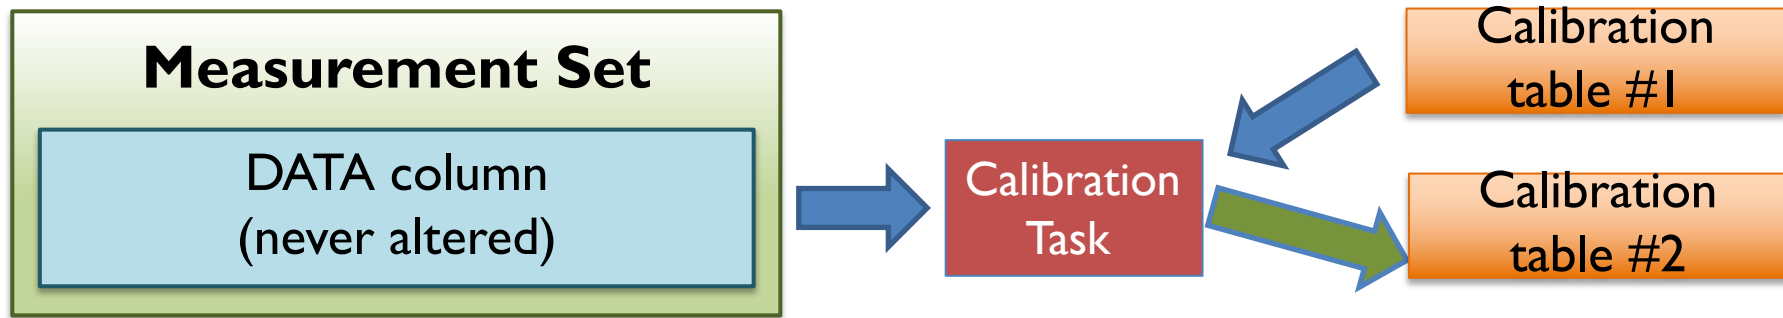 Measurement Set
DATA column
(never altered)
Calibration
Task
Calibration
table #1
Calibration
table #2